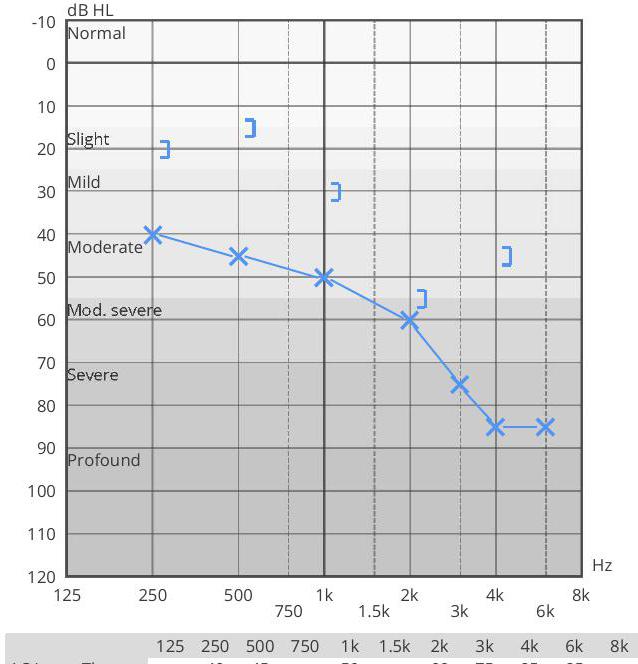 dB HL
-10
Normal
0
10
Slight
20
Mild
30
40
Moderate
50
Mod. severe
60
70
Severe
80
90
Profound
100
110
120
Hz
125 250 500 1k 2k 4k 8k
750 1.5k 3k 6k
125 250 500 750 1k 1.5k 2k 3k 4k 6k 8k